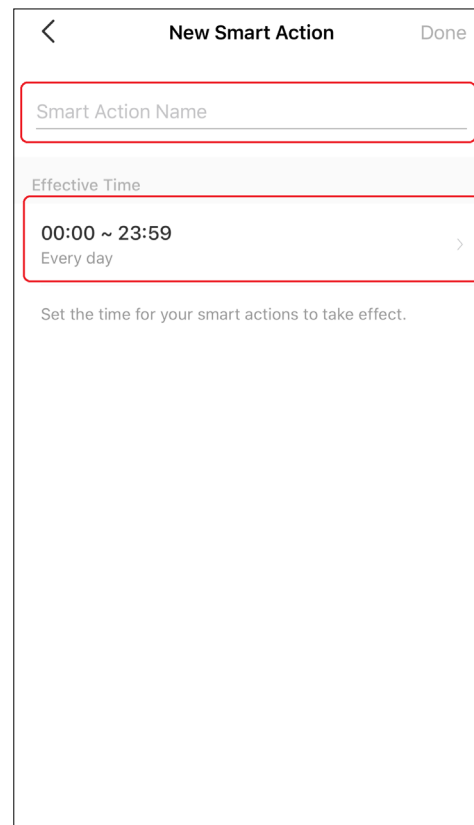 New Smart Action
Done
Smart Action Name
Effective Time
00:00 ~ 23:59
Every day
Set the time for your smart actions to take effect.